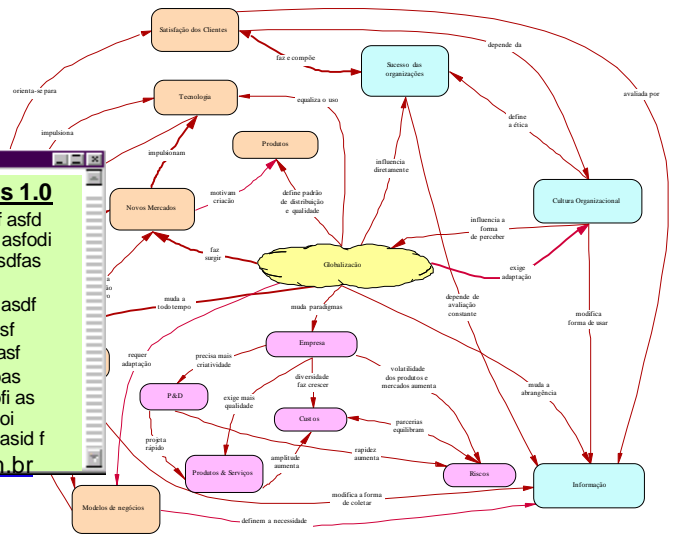 Satisfação dos Clientes
depende da
faz e compõe
Sucesso das
organizações
orienta-se para
avaliada por
Tecnologia
equaliza o uso
define
a ética
impulsiona
Produtos
impulsionam
s 1.0
f asfd
asfodi
sdfas
asdf
sf
asf
oas
ofi as
oi
asid f
n.br
influencia
diretamente
motivam
criacão
define padrão
de distribuição
e qualidade
Novos Mercados
Cultura Organizacional
influencia a
forma
de perceber
faz
surgir
Globalizacão
exige
adaptação
muda a
todo tempo
depende de
avaliação
constante
muda paradigmas
modifica
forma de usar
Empresa
requer
adaptação
precisa mais
criatividade
volatilidade
dos produtos e
mercados aumenta
diversidade
faz crescer
muda a
abrangência
P&D
exige mais
qualidade
Custos
parcerias
equilibram
projeta
rápido
amplitude
aumenta
rapidez
aumenta
Produtos & Serviços
Riscos
Informação
modifica a forma
de coletar
Modelos de negócios
definem a necessidade